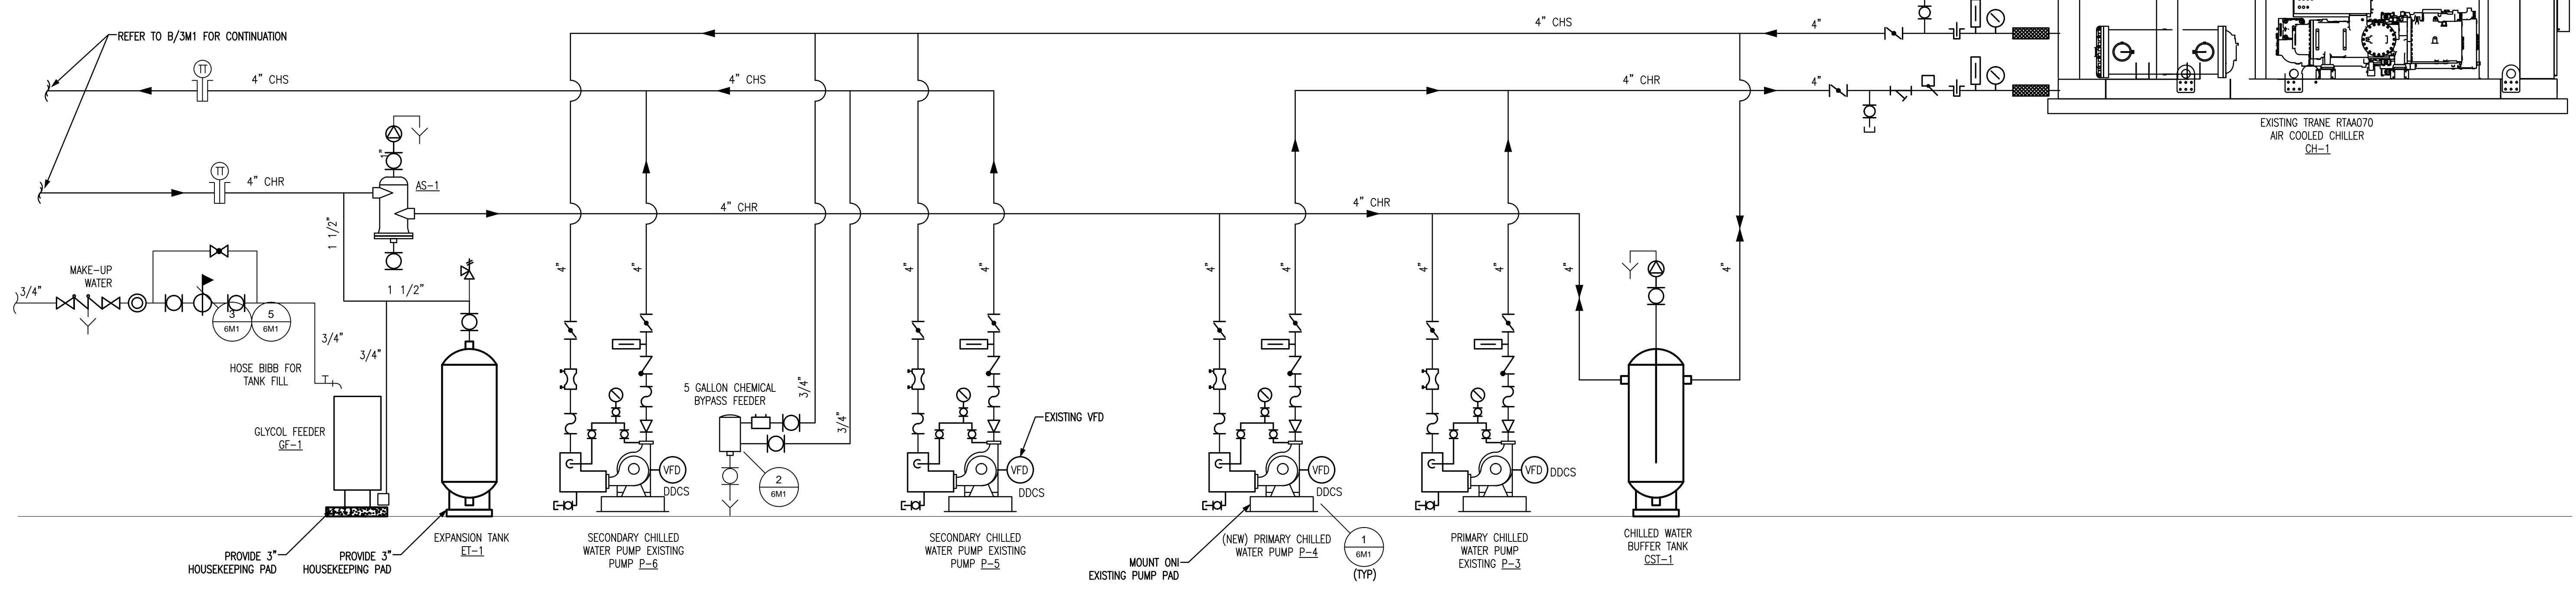 4" CHS
4"
REFER TO B/3M1 FOR CONTINUATION
TT
4" CHS
4" CHS
4" CHR
4"
EXISTING TRANE RTAA070
AIR COOLED CHILLER
CH-1
1"
TT
4" CHR
AS-1
4" CHR
4" CHR
1 1/2"
MAKE-UP
WATER
3/4"
1 1/2"
3
6M1
5
6M1
3/4"
3/4"
4"
4"
4"
4"
4"
4"
4"
4"
4"
4"
HOSE BIBB FOR
TANK FILL
GLYCOL FEEDER
GF-1
5 GALLON CHEMICAL
BYPASS FEEDER
3/4"
3/4"
EXISTING VFD
VFD
DDCS
2
6M1
VFD
DDCS
VFD
DDCS
VFD
DDCS
PROVIDE 3"
HOUSEKEEPING PAD
PROVIDE 3"
HOUSEKEEPING PAD
EXPANSION TANK
ET-1
SECONDARY CHILLED
WATER PUMP EXISTING
PUMP P-6
SECONDARY CHILLED
WATER PUMP EXISTING
PUMP P-5
MOUNT ONI
EXISTING PUMP PAD
(NEW) PRIMARY CHILLED
WATER PUMP P-4
1
6M1
(TYP)
PRIMARY CHILLED
WATER PUMP
EXISTING P-3
CHILLED WATER
BUFFER TANK
CST-1